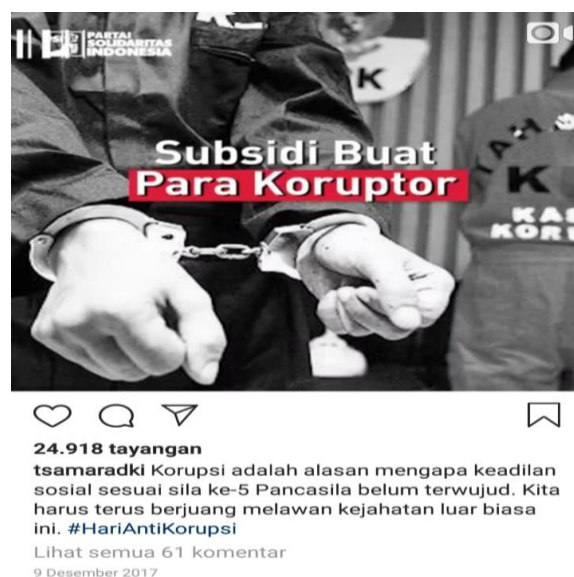 PARTAI
SOLIDARITAS
INDONESIA
K
Subsidi Buat
Para Koruptor
TAH
K
KAS
KORU
24.918 tayangan
tsamaradki Korupsi adalah alasan mengapa keadilan
sosial sesuai sila ke-5 Pancasila belum terwujud. Kita
harus terus berjuang melawan kejahatan luar biasa
ini. #HariAntiKorupsi
Lihat semua 61 komentar
9 Desember 2017